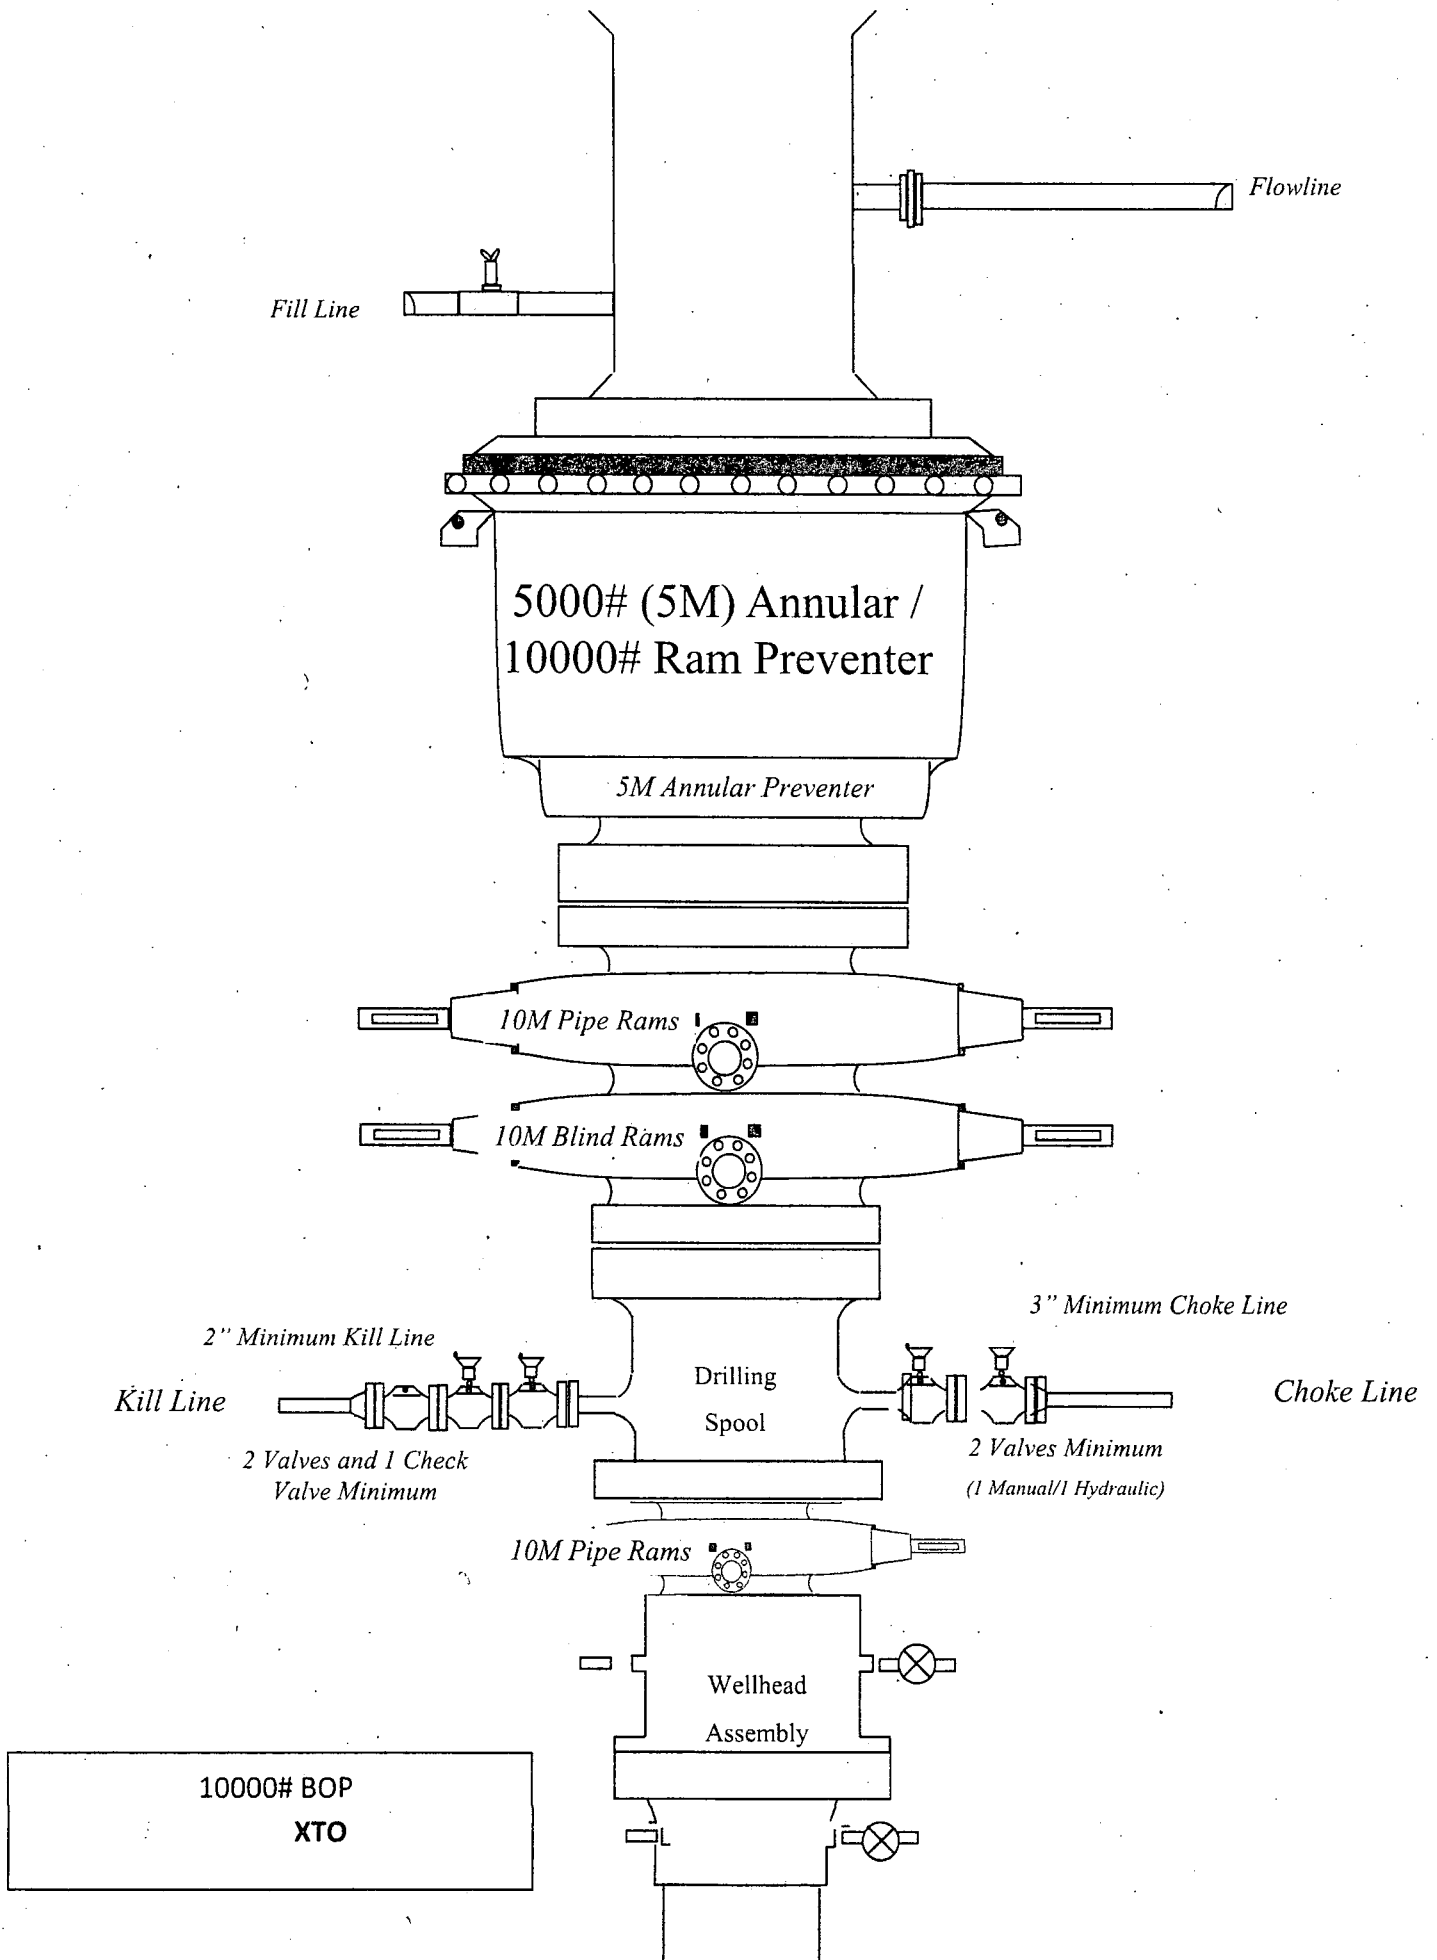 Flowline
Fill Line
5000# (5M) Annular /
10000# Ram Preventer
5M Annular Preventer
10M Pipe Rams
10M Blind Rams
3" Minimum Choke Line
2" Minimum Kill Line
Drilling
Spool
Kill Line
Choke Line
2 Valves and 1 Check
Valve Minimum
2 Valves Minimum
(1 Manual/1 Hydraulic)
10M Pipe Rams
Wellhead
Assembly
10000# BOP
XTO